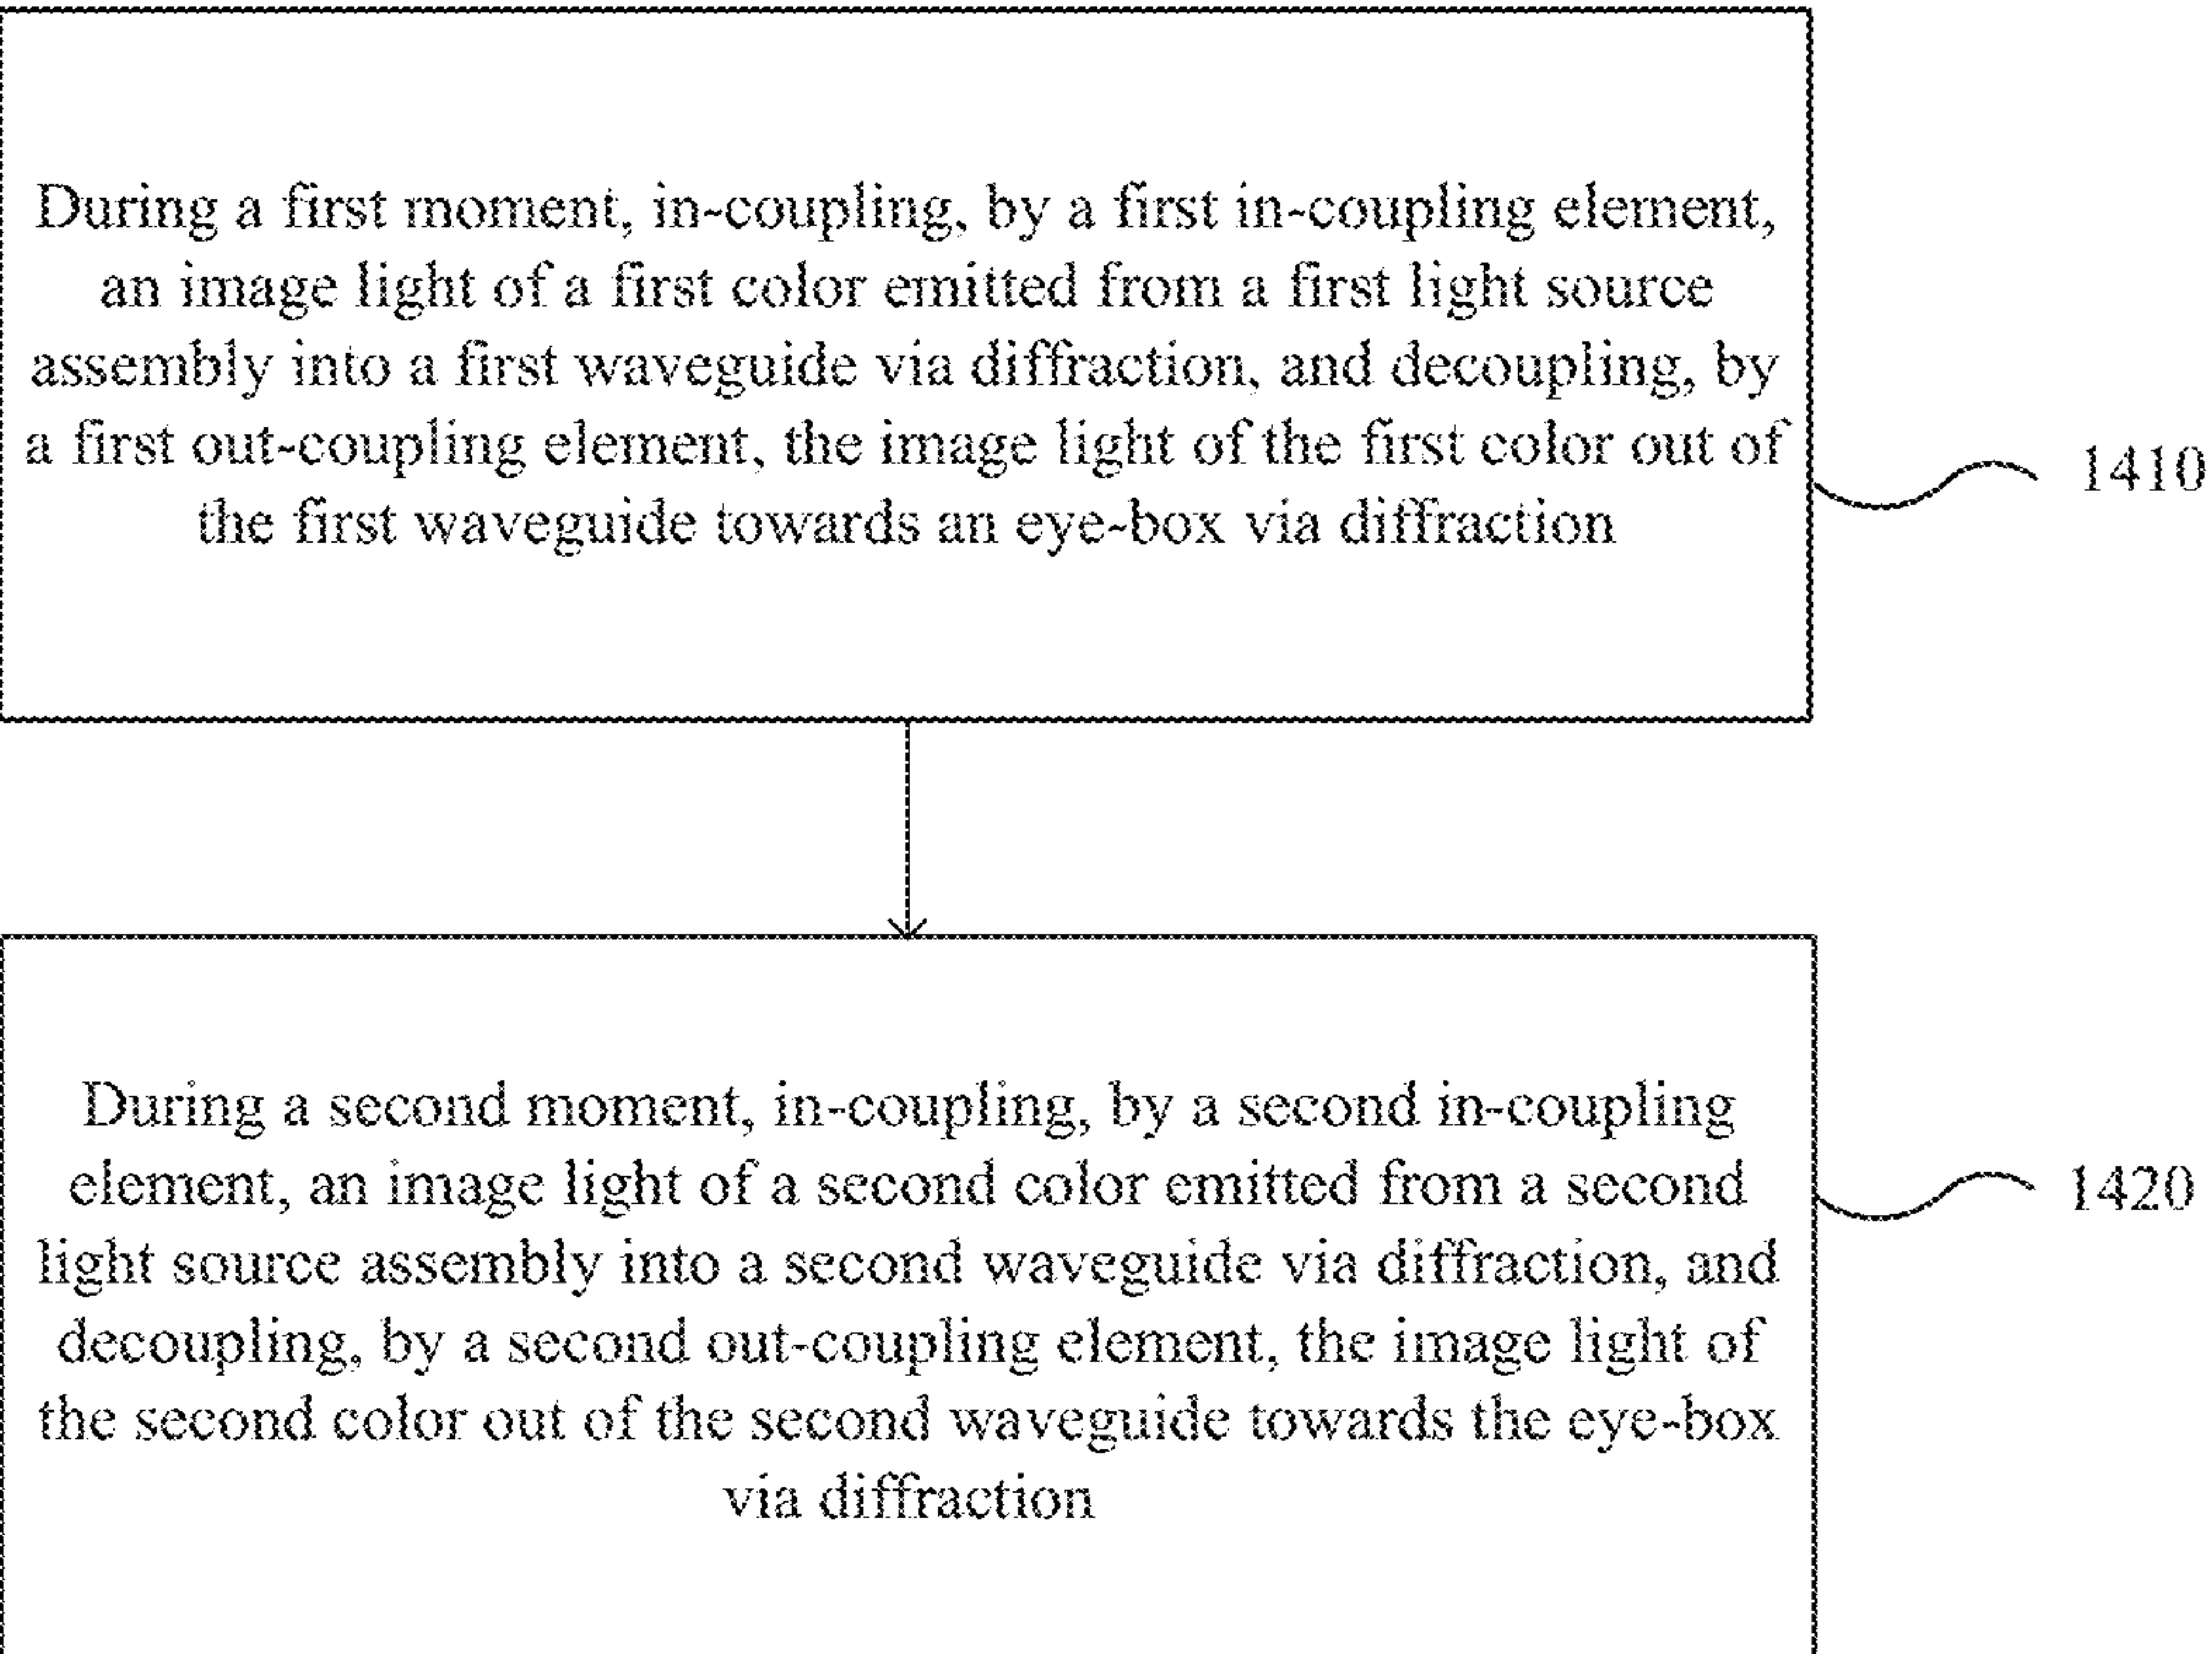 During a first moment, in-coupling, by a first in-coupling element,
an image light of a first color emitted from a first light source
assembly into a first waveguide via diffraction, and decoupling, by
a first out-coupling element, the image light of the first color out of
the first waveguide towards an eye-box via diffraction
1410
During a second moment, in-coupling, by a second in-coupling
element, an image light of a second color emitted from a second
light source assembly into a second waveguide via diffraction, and
decoupling, by a second out-coupling element, the image light of
the second color out of the second waveguide towards the eye-box
via diffraction
1420